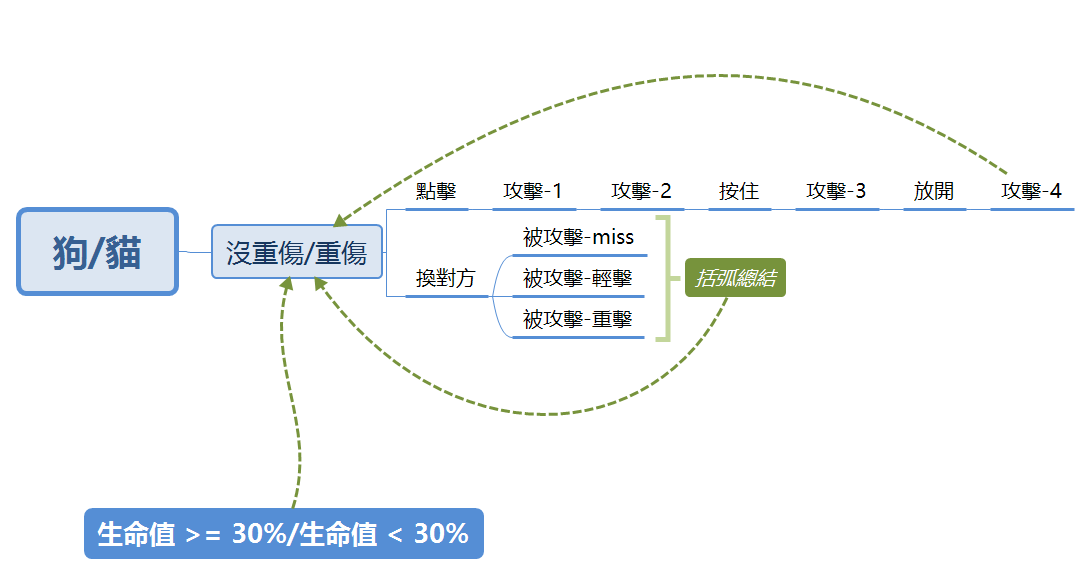 點擊
攻擊-1
攻擊-2
按住
攻擊-3
放開
攻擊-4
狗/貓
沒重傷/重傷
換對方
被攻擊-miss
被攻擊-輕擊
被攻擊-重擊
括弧總結
生命值 >= 30%/生命值 < 30%